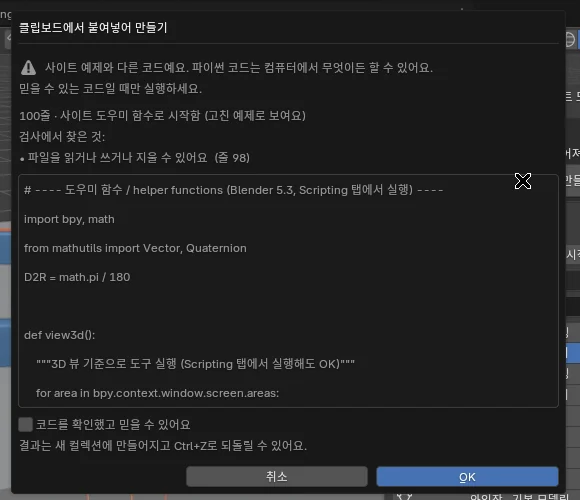 클립보드에서 붙여넣어 만들기
사이트 예제와 다른 코드예요. 파이썬 코드는 컴퓨터에서 무엇이든 할 수 있어요.
믿을 수 있는 코드일 때만 실행하세요.
100줄 · 사이트 도우미 함수로 시작함 (고친 예제로 보여요)
검사에서 찾은 것:
• 파일을 읽거나 쓰거나 지울 수 있어요 (줄 98)
# ---- 도우미 함수 / helper functions (Blender 5.3, Scripting 탭에서 실행) ----
import bpy, math
from mathutils import Vector, Quaternion
D2R = math.pi / 180
def view3d():
"""3D 뷰 기준으로 도구 실행 (Scripting 탭에서 실행해도 OK)"""
for area in bpy.context.window.screen.areas:
코드를 확인했고 믿을 수 있어요
결과는 새 컬렉션에 만들어지고 Ctrl+Z로 되돌릴 수 있어요.
취소
OK